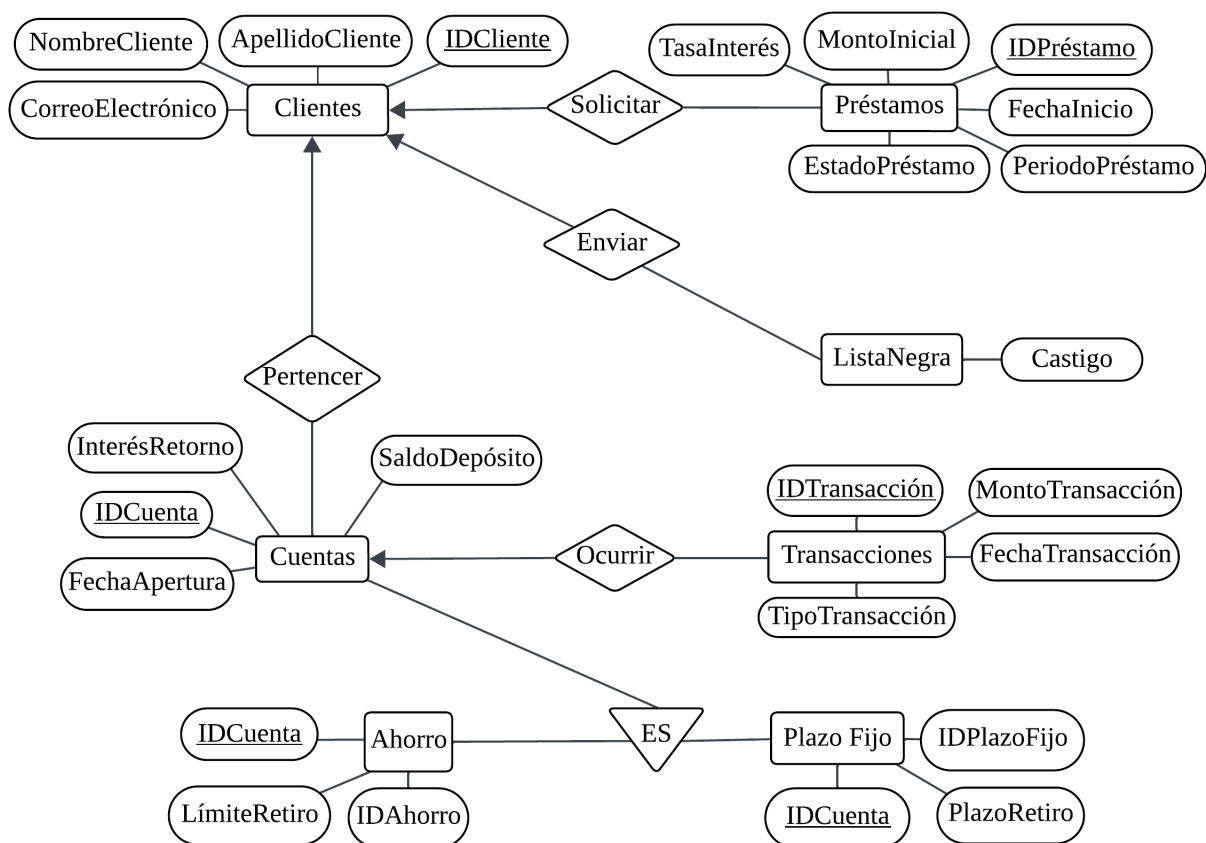 NombreCliente
ApellidoCliente
IDCliente
CorreoElectrónico
Clientes
Solicitar
TasaInterés
MontoInicial
IDPréstamo
Préstamos
FechaInicio
EstadoPréstamo
PeriodoPréstamo
Enviar
ListaNegra
Castigo
Pertencer
InterésRetorno
SaldoDepósito
IDCuenta
Cuentas
FechaApertura
Ocurrir
IDTransacción
MontoTransacción
Transacciones
FechaTransacción
TipoTransacción
IDCuenta
Ahorro
ES
Plazo Fijo
IDPlazoFijo
LímiteRetiro
IDAhorro
IDCuenta
PlazoRetiro